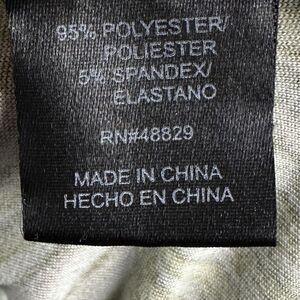 95% POLYESTER/
POLIESTER
5% SPANDEX/
ELASTANO
RN#48829
MADE IN CHINA
HECHO EN CHINA